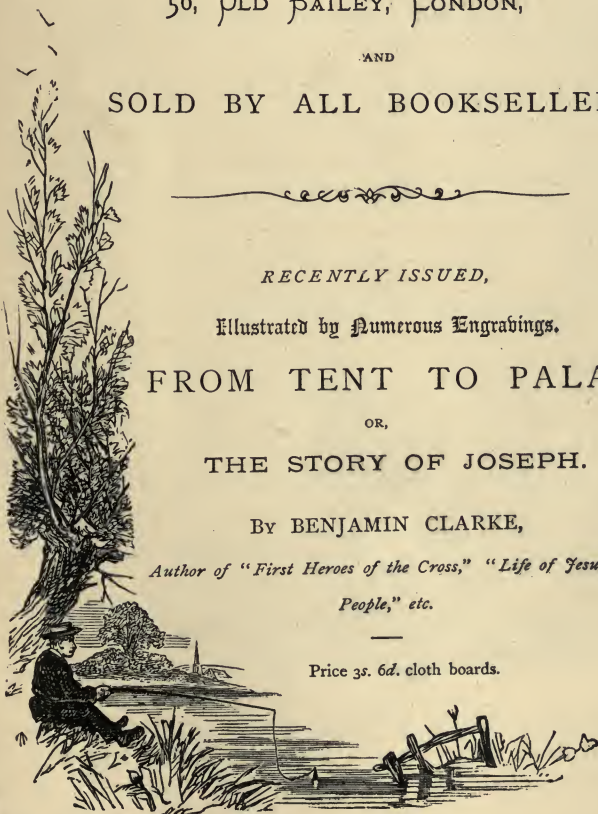 56, OLD BAILEY, LONDON,
AND
SOLD BY ALL BOOKSELLE
RECENTLY ISSUED,
Illustrated by Numerous Engravings.
FROM TENT TO PALA
OR,
THE STORY OF JOSEPH.
BY BENJAMIN CLARKE,
Author of "First Heroes of the Cross," "Life of Jesu
People," etc.
Price 3s. 6d. cloth boards.